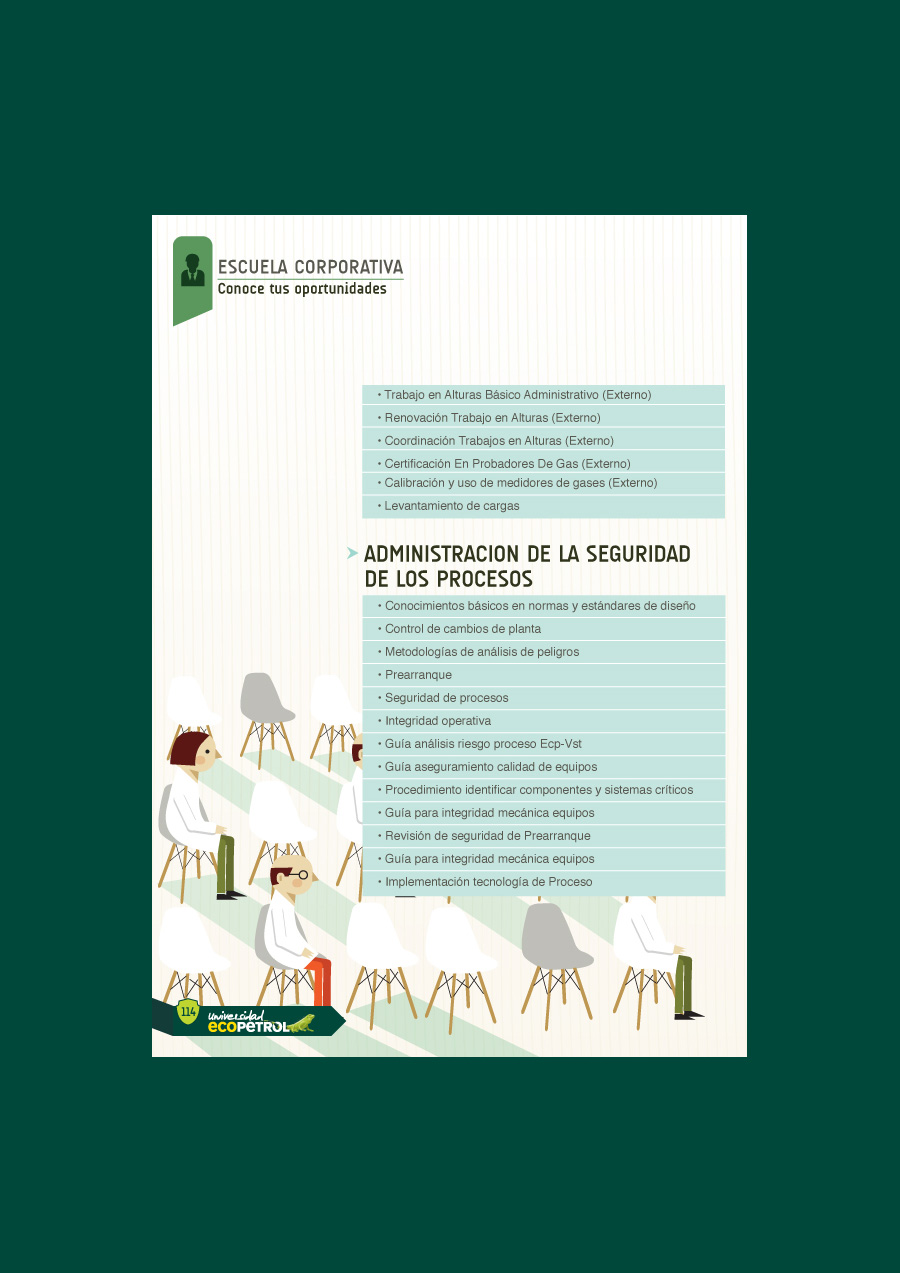 ESCUELA CORPORATIVA
Conoce tus oportunidades
• Trabajo en Alturas Básico Administrativo (Externo)
• Renovación Trabajo en Alturas (Externo)
• Coordinación Trabajos en Alturas (Externo)
• Certificación En Probadores De Gas (Externo)
• Calibración y uso de medidores de gases (Externo)
• Levantamiento de cargas
ADMINISTRACION DE LA SEGURIDAD
DE LOS PROCESOS
• Conocimientos básicos en normas y estándares de diseño
• Control de cambios de planta
• Metodologías de análisis de peligros
• Prearranque
• Seguridad de procesos
• Integridad operativa
• Guía análisis riesgo proceso Ecp-Vst
• Guía aseguramiento calidad de equipos
• Procedimiento identificar componentes y sistemas críticos
• Guía para integridad mecánica equipos
• Revisión de seguridad de Prearranque
• Guía para integridad mecánica equipos
• Implementación tecnología de Proceso
114
universidad
ECOPETROL